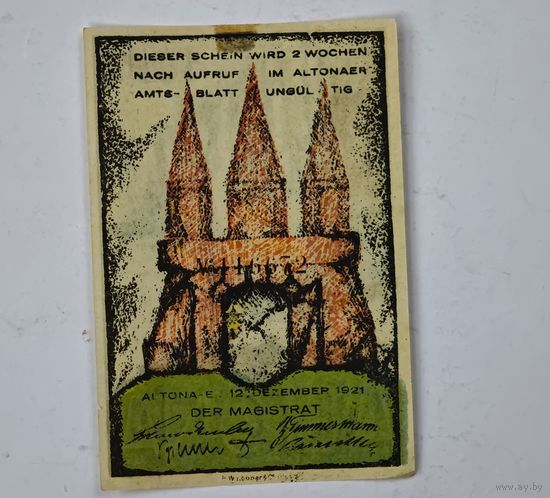 DIESER SCHEIN WIRD 2 WOCHEN
NACH AUFRUF IM ALTONAER
AMTS- BLATT UNGÜL TIG
ALTONA-E. 12. DEZEMBER 1921
DER MAGISTRAT
Zimmermann
www.ay.by